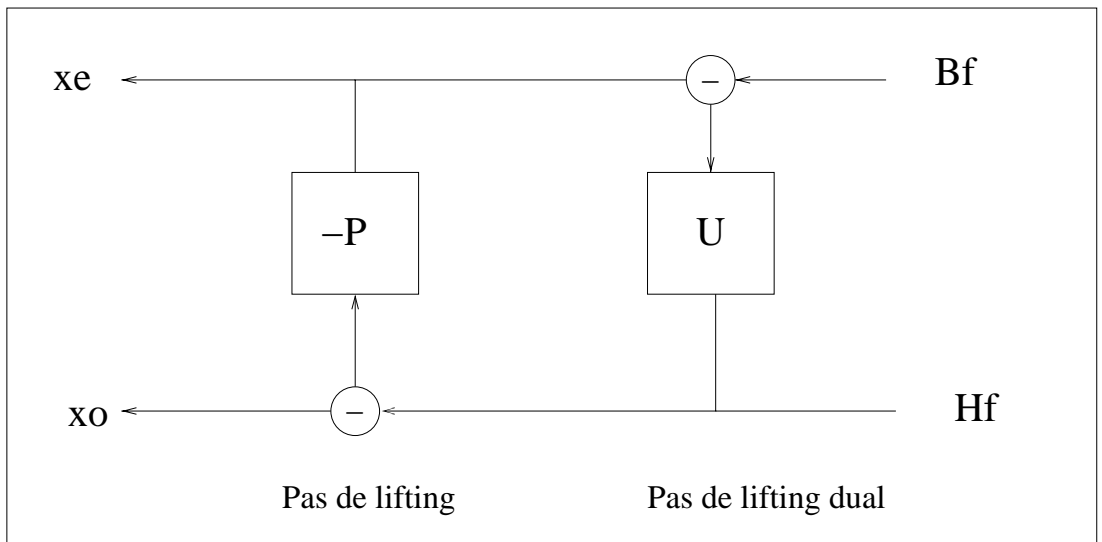 xe
–
Bf
–P
U
xo
–
Hf
Pas de lifting
Pas de lifting dual